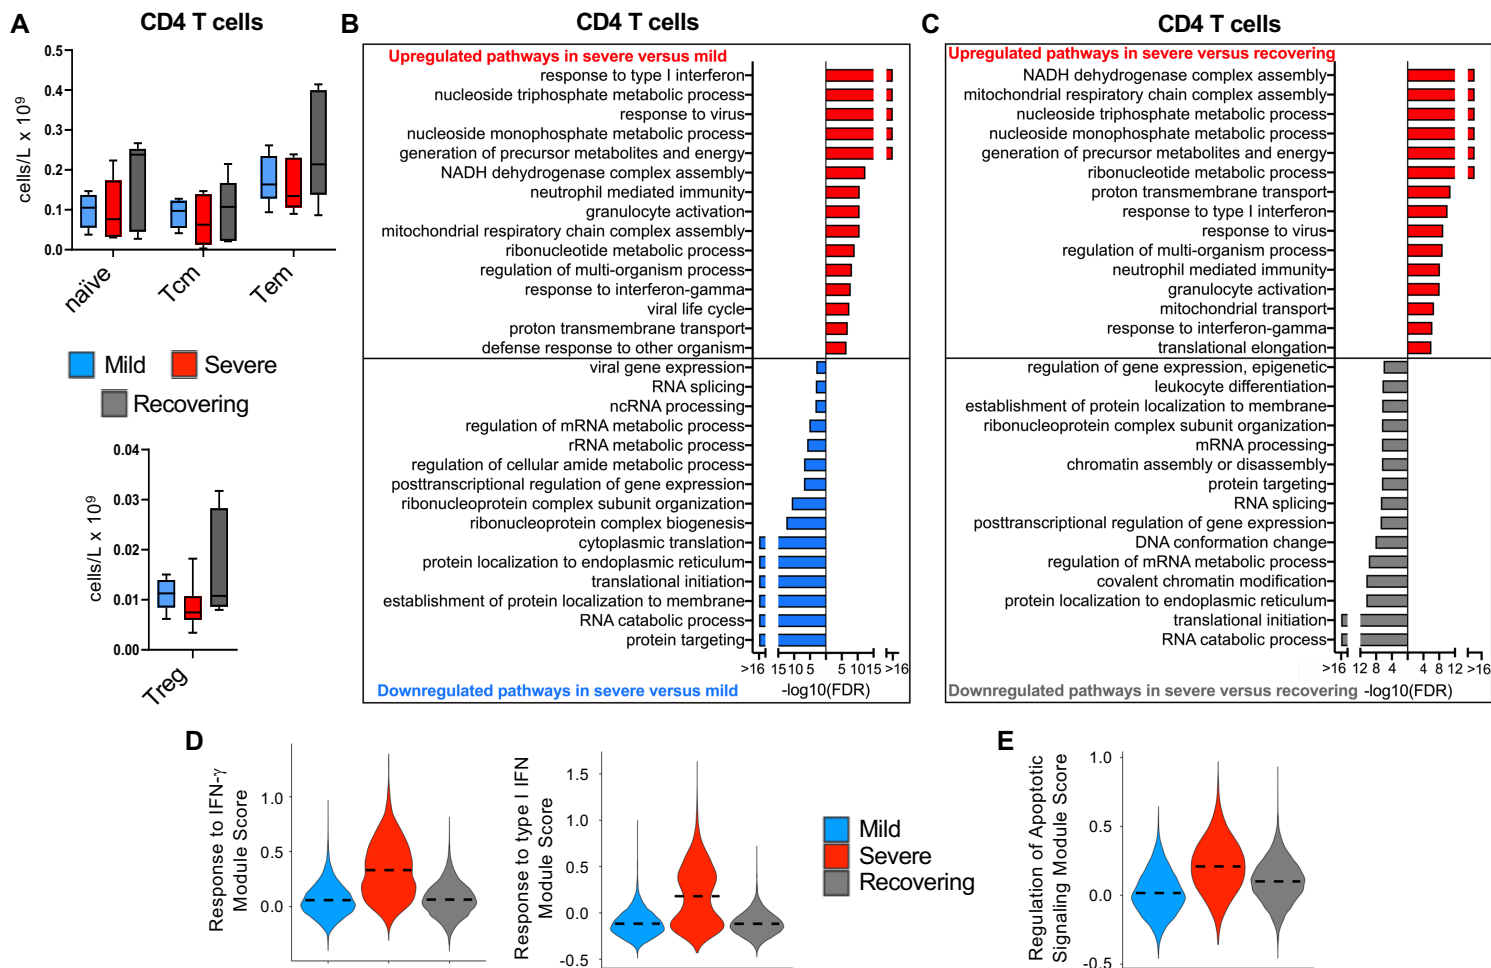 A
CD4 T cells
cells/L x 10⁹
0.5
0.4
0.3
0.2
0.1
0.0
naïve
Tcm
Tem
Mild
Severe
Recovering
cells/L x 10⁹
0.04
0.03
0.02
0.01
0.00
Treg
B
CD4 T cells
Upregulated pathways in severe versus mild
response to type I interferon
nucleoside triphosphate metabolic process
response to virus
nucleoside monophosphate metabolic process
generation of precursor metabolites and energy
NADH dehydrogenase complex assembly
neutrophil mediated immunity
granulocyte activation
mitochondrial respiratory chain complex assembly
ribonucleotide metabolic process
regulation of multi-organism process
response to interferon-gamma
viral life cycle
proton transmembrane transport
defense response to other organism
viral gene expression
RNA splicing
ncRNA processing
regulation of mRNA metabolic process
rRNA metabolic process
regulation of cellular amide metabolic process
posttranscriptional regulation of gene expression
ribonucleoprotein complex subunit organization
ribonucleoprotein complex biogenesis
cytoplasmic translation
protein localization to endoplasmic reticulum
translational initiation
establishment of protein localization to membrane
RNA catabolic process
protein targeting
>16 15 10 5 5 10 15 >16
Downregulated pathways in severe versus mild
-log10(FDR)
C
CD4 T cells
Upregulated pathways in severe versus recovering
NADH dehydrogenase complex assembly
mitochondrial respiratory chain complex assembly
nucleoside triphosphate metabolic process
nucleoside monophosphate metabolic process
generation of precursor metabolites and energy
ribonucleotide metabolic process
proton transmembrane transport
response to type I interferon
response to virus
regulation of multi-organism process
neutrophil mediated immunity
granulocyte activation
mitochondrial transport
response to interferon-gamma
translational elongation
regulation of gene expression, epigenetic
leukocyte differentiation
establishment of protein localization to membrane
ribonucleoprotein complex subunit organization
mRNA processing
chromatin assembly or disassembly
protein targeting
RNA splicing
posttranscriptional regulation of gene expression
DNA conformation change
regulation of mRNA metabolic process
covalent chromatin modification
protein localization to endoplasmic reticulum
translational initiation
RNA catabolic process
>16 12 8 4 4 8 12 >16
Downregulated pathways in severe versus recovering
-log10(FDR)
D
Response to IFN-γ
Module Score
1.0
0.5
0.0
Response to type I IFN
Module Score
1.5
1.0
0.5
0.0
-0.5
Mild
Severe
Recovering
E
Regulation of Apoptotic
Signaling Module Score
1.0
0.5
0.0
-0.5